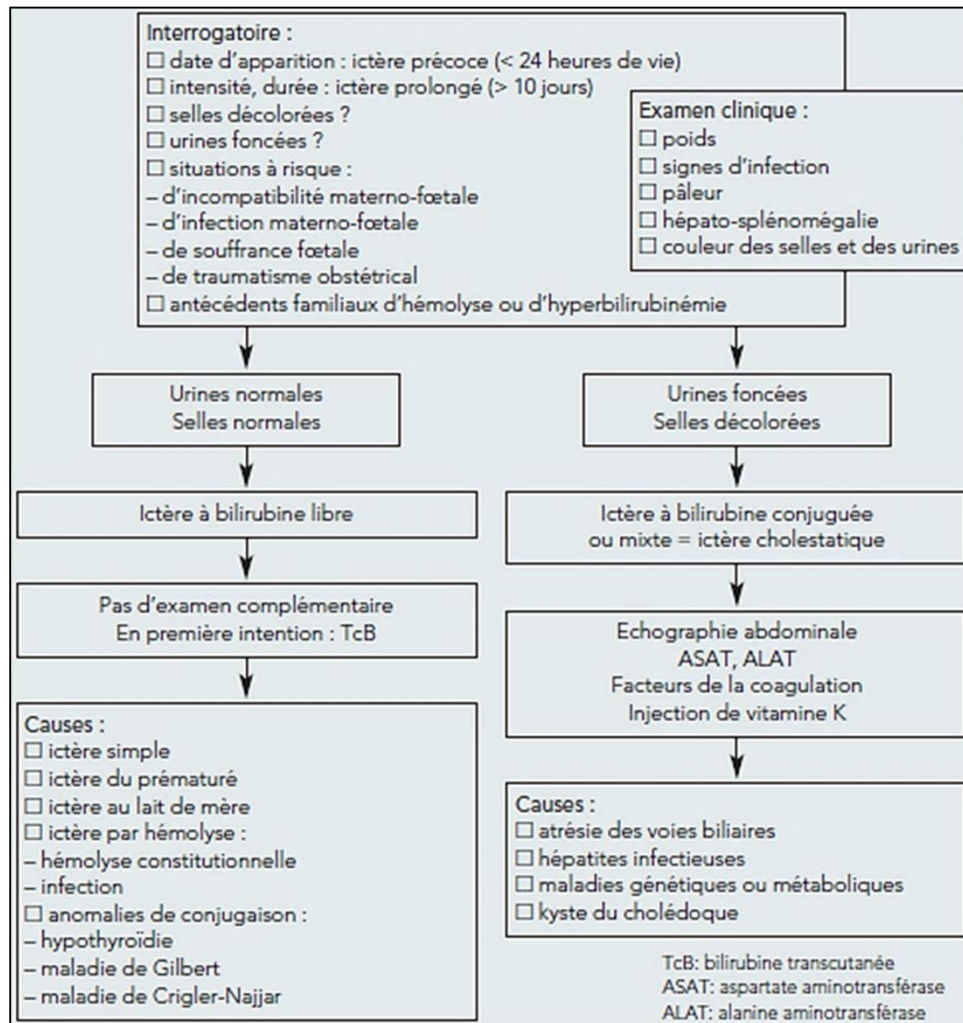 Interrogatoire :
☐ date d'apparition : ictère précoce (< 24 heures de vie)
☐ intensité, durée : ictère prolongé (> 10 jours)
☐ selles décolorées ?
☐ urines foncées ?
☐ situations à risque :
– d'incompatibilité materno-fœtale
– d'infection materno-fœtale
– de souffrance fœtale
– de traumatisme obstétrical
☐ antécédents familiaux d'hémolyse ou d'hyperbilirubinémie
Examen clinique :
☐ poids
☐ signes d'infection
☐ pâleur
☐ hépato-splénomégalie
☐ couleur des selles et des urines
Urines normales
Selles normales
Ictère à bilirubine libre
Pas d'examen complémentaire
En première intention : TcB
Causes :
☐ ictère simple
☐ ictère du prématuré
☐ ictère au lait de mère
☐ ictère par hémolyse :
– hémolyse constitutionnelle
– infection
☐ anomalies de conjugaison :
– hypothyroïdie
– maladie de Gilbert
– maladie de Crigler-Najjar
Urines foncées
Selles décolorées
Ictère à bilirubine conjuguée
ou mixte = ictère cholestatique
Echographie abdominale
ASAT, ALAT
Facteurs de la coagulation
Injection de vitamine K
Causes :
☐ atrésie des voies biliaires
☐ hépatites infectieuses
☐ maladies génétiques ou métaboliques
☐ kyste du cholédoque
TcB: bilirubine transcutanée
ASAT: aspartate aminotransférase
ALAT: alanine aminotransférase